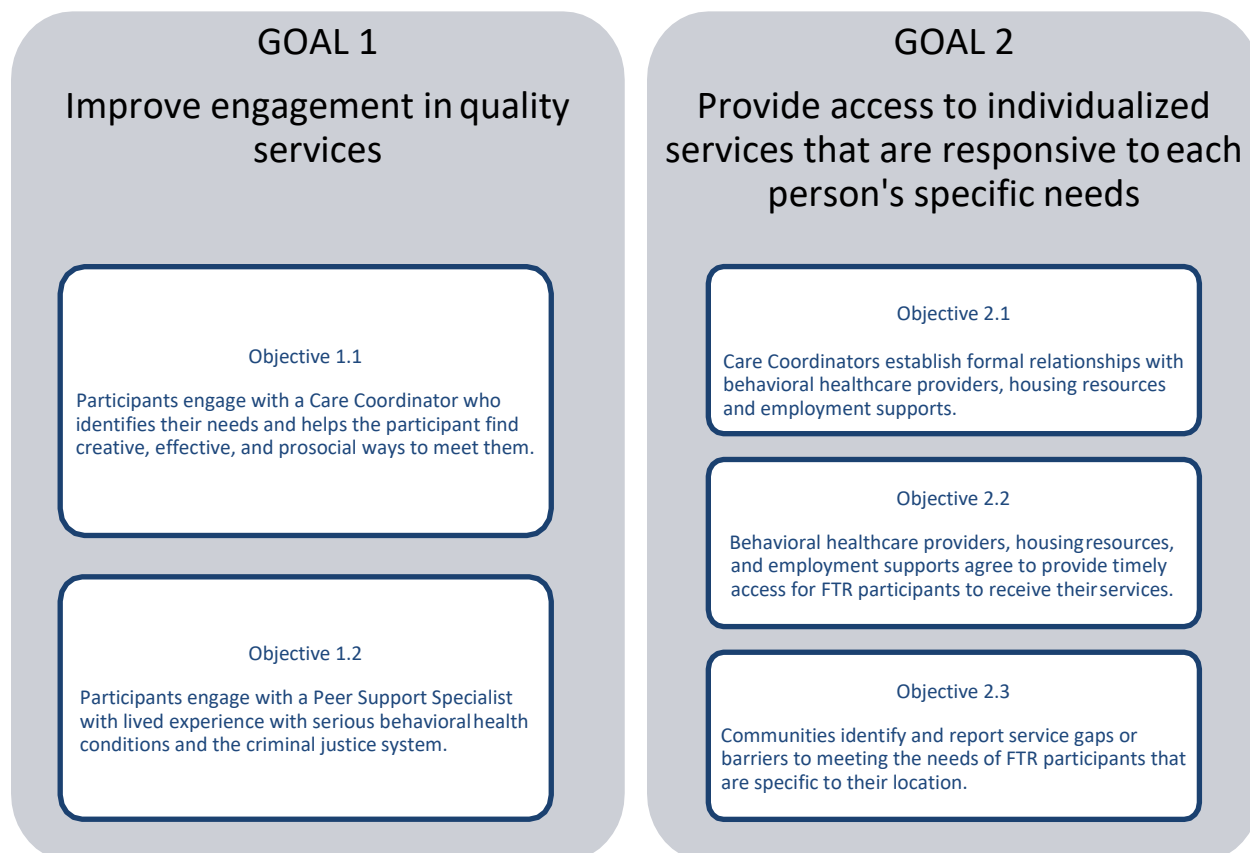 GOAL 1
Improve engagement in quality
services
Objective 1.1
Participants engage with a Care Coordinator who
identifies their needs and helps the participant find
creative, effective, and prosocial ways to meet them.
Objective 1.2
Participants engage with a Peer Support Specialist
with lived experience with serious behavioral health
conditions and the criminal justice system.
GOAL 2
Provide access to individualized
services that are responsive to each
person's specific needs
Objective 2.1
Care Coordinators establish formal relationships with
behavioral healthcare providers, housing resources
and employment supports.
Objective 2.2
Behavioral healthcare providers, housing resources,
and employment supports agree to provide timely
access for FTR participants to receive their services.
Objective 2.3
Communities identify and report service gaps or
barriers to meeting the needs of FTR participants that
are specific to their location.